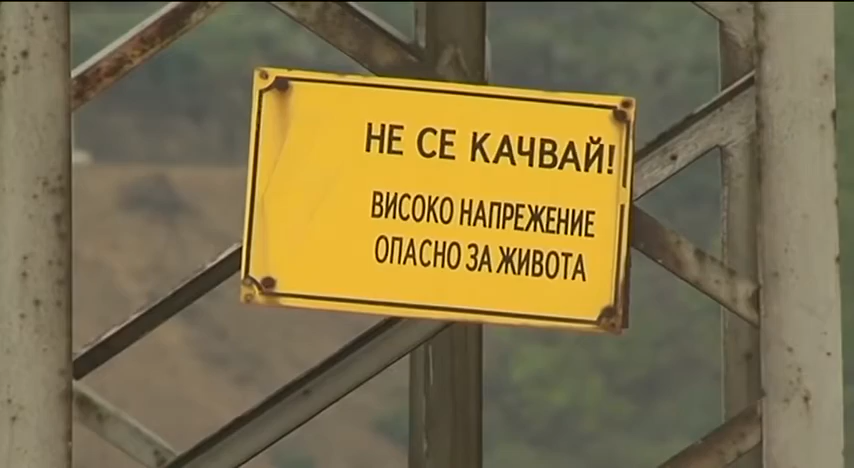 НЕ СЕ КАЧВАЙ!
ВИСОКО НАПРЕЖЕНИЕ
ОПАСНО ЗА ЖИВОТА